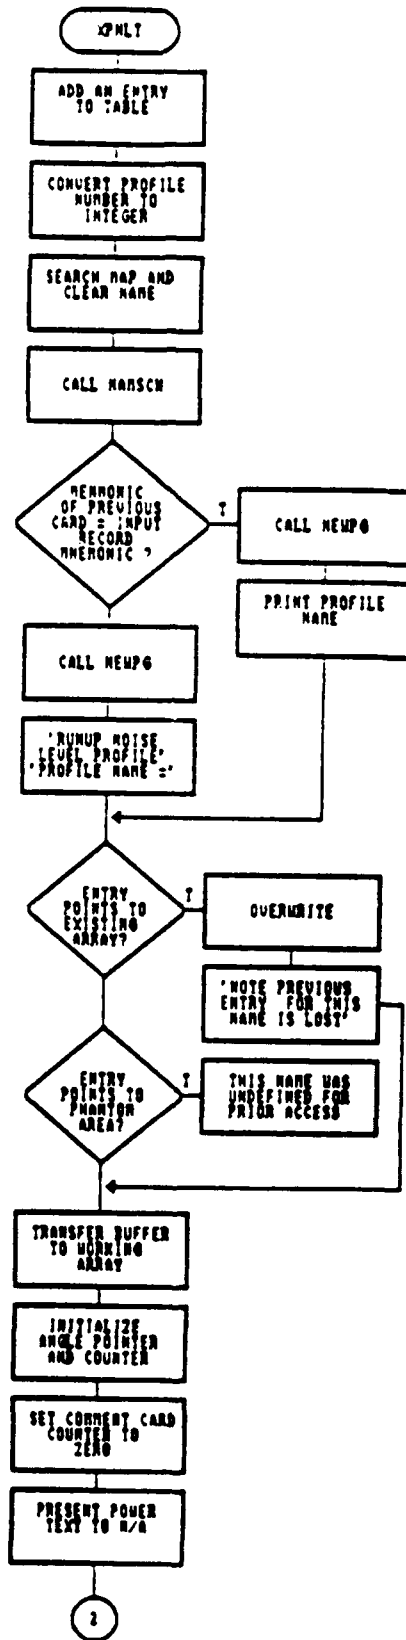 XPNLT
ADD AN ENTRY
TO TABLE
CONVERT PROFILE
NUMBER TO
INTEGER
SEARCH MAP AND
CLEAR NAME
CALL NAMSCN
MENMONIC
OF PREVIOUS
CARD = INPUT
RECORD
MNEMONIC ?
T
CALL NEWPG
PRINT PROFILE
NAME
CALL NEWPG
'RUNUP NOISE
LEVEL PROFILE'
'PROFILE NAME ='
ENTRY
POINTS TO
EXISTING
ARRAY?
T
OVERWRITE
'NOTE PREVIOUS
ENTRY FOR THIS
NAME IS LOST'
ENTRY
POINTS TO
PHANTOM
AREA?
T
THIS NAME WAS
UNDEFINED FOR
PRIOR ACCESS
TRANSFER BUFFER
TO WORKING
ARRAY
INITIALIZE
ANGLE POINTER
AND COUNTER
SET COMMENT CARD
COUNTER TO
ZERO
PRESENT POWER
TEXT TO N/A
2